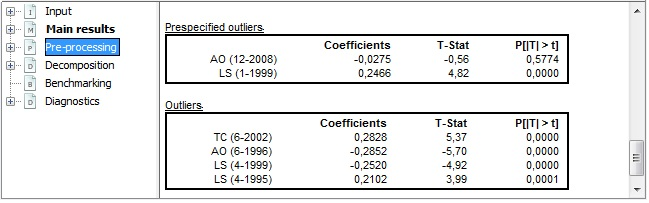 Input
Main results
Pre-processing
Decomposition
Benchmarking
Diagnostics
Prespecified outliers
Coefficients T-Stat P[|T| > t]
AO (12-2008) -0,0275 -0,56 0,5774
LS (1-1999) 0,2466 4,82 0,0000
Outliers
Coefficients T-Stat P[|T| > t]
TC (6-2002) 0,2828 5,37 0,0000
AO (6-1996) -0,2852 -5,70 0,0000
LS (4-1999) -0,2520 -4,92 0,0000
LS (4-1995) 0,2102 3,99 0,0001